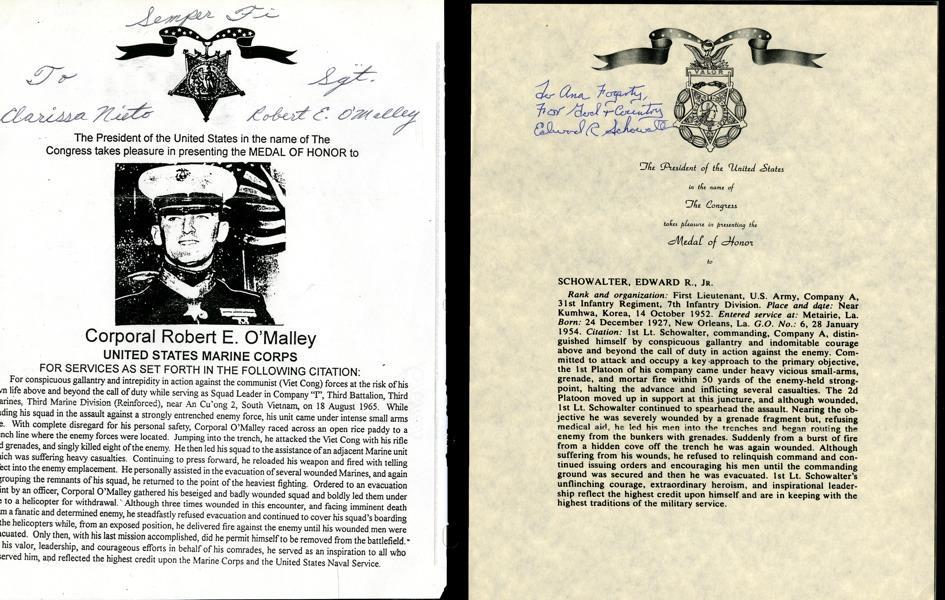 Semper Fi
To Sgt.
Clarissa Nieto Robert E. O'Malley
The President of the United States in the name of The
Congress takes pleasure in presenting the MEDAL OF HONOR to
Corporal Robert E. O'Malley
UNITED STATES MARINE CORPS
FOR SERVICES AS SET FORTH IN THE FOLLOWING CITATION:
For conspicuous gallantry and intrepidity in action against the communist (Viet Cong) forces at the risk of his
life above and beyond the call of duty while serving as Squad Leader in Company "I", Third Battalion, Third
arines, Third Marine Division (Reinforced), near An Cu'ong 2, South Vietnam, on 18 August 1965. While
ding his squad in the assault against a strongly entrenched enemy force, his unit came under intense small arms
e. With complete disregard for his personal safety, Corporal O'Malley raced across an open rice paddy to a
nch line where the enemy forces were located. Jumping into the trench, he attacked the Viet Cong with his rifle
d grenades, and singly killed eight of the enemy. He then led his squad to the assistance of an adjacent Marine unit
ich was suffering heavy casualties. Continuing to press forward, he reloaded his weapon and fired with telling
ect into the enemy emplacement. He personally assisted in the evacuation of several wounded Marines, and again
grouping the remnants of his squad, he returned to the point of the heaviest fighting. Ordered to an evacuation
int by an officer, Corporal O'Malley gathered his beseiged and badly wounded squad and boldly led them under
e to a helicopter for withdrawal. Although three times wounded in this encounter, and facing imminent death
m a fanatic and determined enemy, he steadfastly refused evacuation and continued to cover his squad's boarding
the helicopters while, from an exposed position, he delivered fire against the enemy until his wounded men were
cuated. Only then, with his last mission accomplished, did he permit himself to be removed from the battlefield.
his valor, leadership, and courageous efforts in behalf of his comrades, he served as an inspiration to all who
served him, and reflected the highest credit upon the Marine Corps and the United States Naval Service.
VALOR
To Ana Fogarty,
For God + Country
Edward R. Schowalter
The President of the United States
in the name of
The Congress
takes pleasure in presenting the
Medal of Honor
to
SCHOWALTER, EDWARD R., JR.
Rank and organization: First Lieutenant, U.S. Army, Company A,
31st Infantry Regiment, 7th Infantry Division. Place and date: Near
Kumhwa, Korea, 14 October 1952. Entered service at: Metairie, La.
Born: 24 December 1927, New Orleans, La. G.O. No.: 6, 28 January
1954. Citation: 1st Lt. Schowalter, commanding, Company A, distin-
guished himself by conspicuous gallantry and indomitable courage
above and beyond the call of duty in action against the enemy. Com-
mitted to attack and occupy a key-approach to the primary objective,
the 1st Platoon of his company came under heavy vicious small-arms,
grenade, and mortar fire within 50 yards of the enemy-held strong-
point, halting the advance and inflicting several casualties. The 2d
Platoon moved up in support at this juncture, and although wounded,
1st Lt. Schowalter continued to spearhead the assault. Nearing the ob-
jective he was severely wounded by a grenade fragment but, refusing
medical aid, he led his men into the trenches and began routing the
enemy from the bunkers with grenades. Suddenly from a burst of fire
from a hidden cove off the trench he was again wounded. Although
suffering from his wounds, he refused to relinquish command and con-
tinued issuing orders and encouraging his men until the commanding
ground was secured and then he was evacuated. 1st Lt. Schowalter's
unflinching courage, extraordinary heroism, and inspirational leader-
ship reflect the highest credit upon himself and are in keeping with the
highest traditions of the military service.